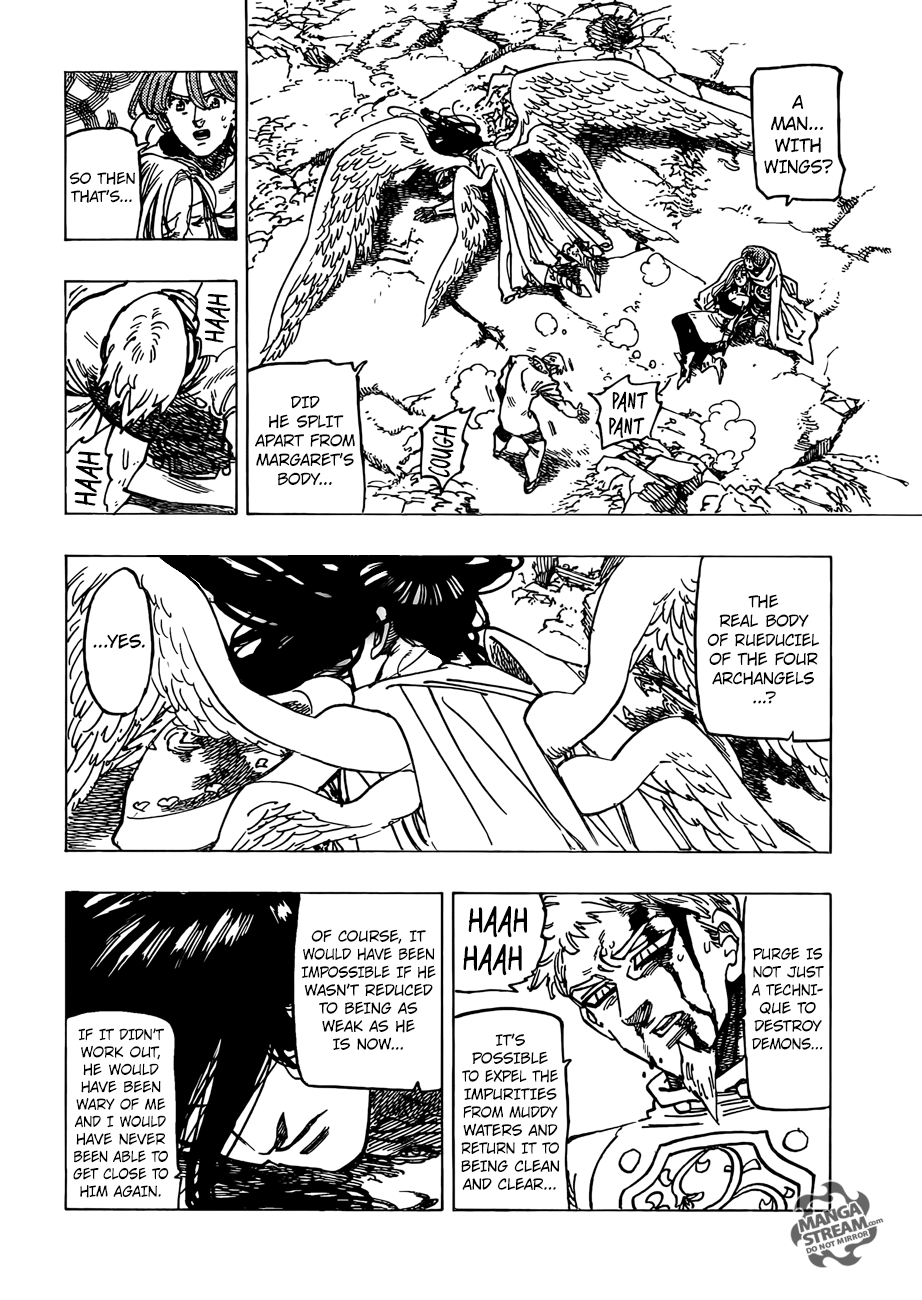 A
MAN...
WITH
WINGS?
SO THEN
THAT'S...
PANT
PANT
COUGH
DID
HE SPLIT
APART FROM
MARGARET'S
BODY...
HAAH
HAAH
THE
REAL BODY
OF RUEDUCIEL
OF THE FOUR
ARCHANGELS
...?
...YES.
PURGE IS
NOT JUST
A TECHNI-
QUE TO
DESTROY
DEMONS...
HAAH
HAAH
IT'S
POSSIBLE
TO EXPEL THE
IMPURITIES
FROM MUDDY
WATERS AND
RETURN IT TO
BEING CLEAN
AND CLEAR...
OF COURSE, IT
WOULD HAVE BEEN
IMPOSSIBLE IF HE
WASN'T REDUCED
TO BEING AS
WEAK AS HE
IS NOW...
IF IT DIDN'T
WORK OUT,
HE WOULD
HAVE BEEN
WARY OF ME
AND I WOULD
HAVE NEVER
BEEN ABLE TO
GET CLOSE TO
HIM AGAIN.
MANGA
STREAM.com
DO NOT MIRROR